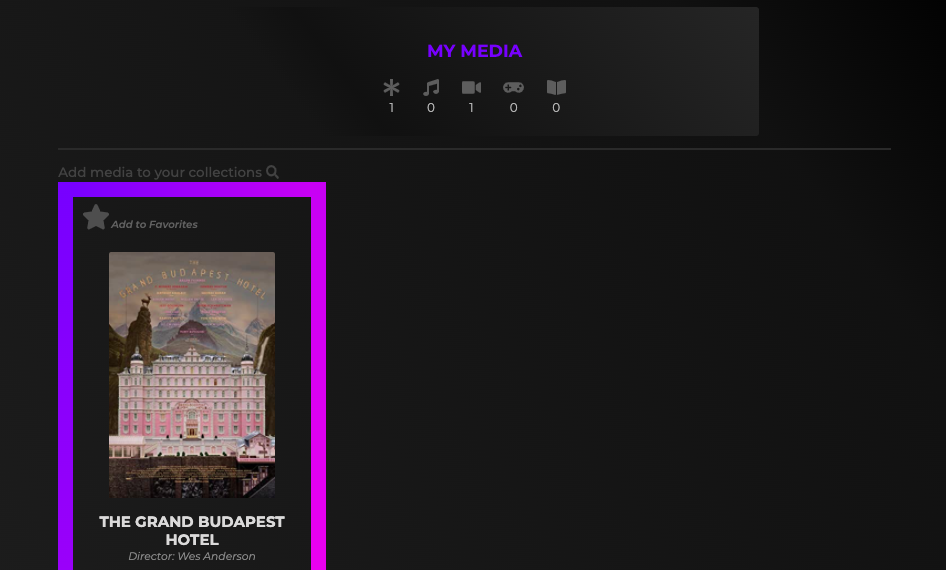 MY MEDIA
1 0 1 0 0
Add media to your collections
Add to Favorites
THE
GRAND BUDAPEST HOTEL
THE GRAND BUDAPEST
HOTEL
Director: Wes Anderson